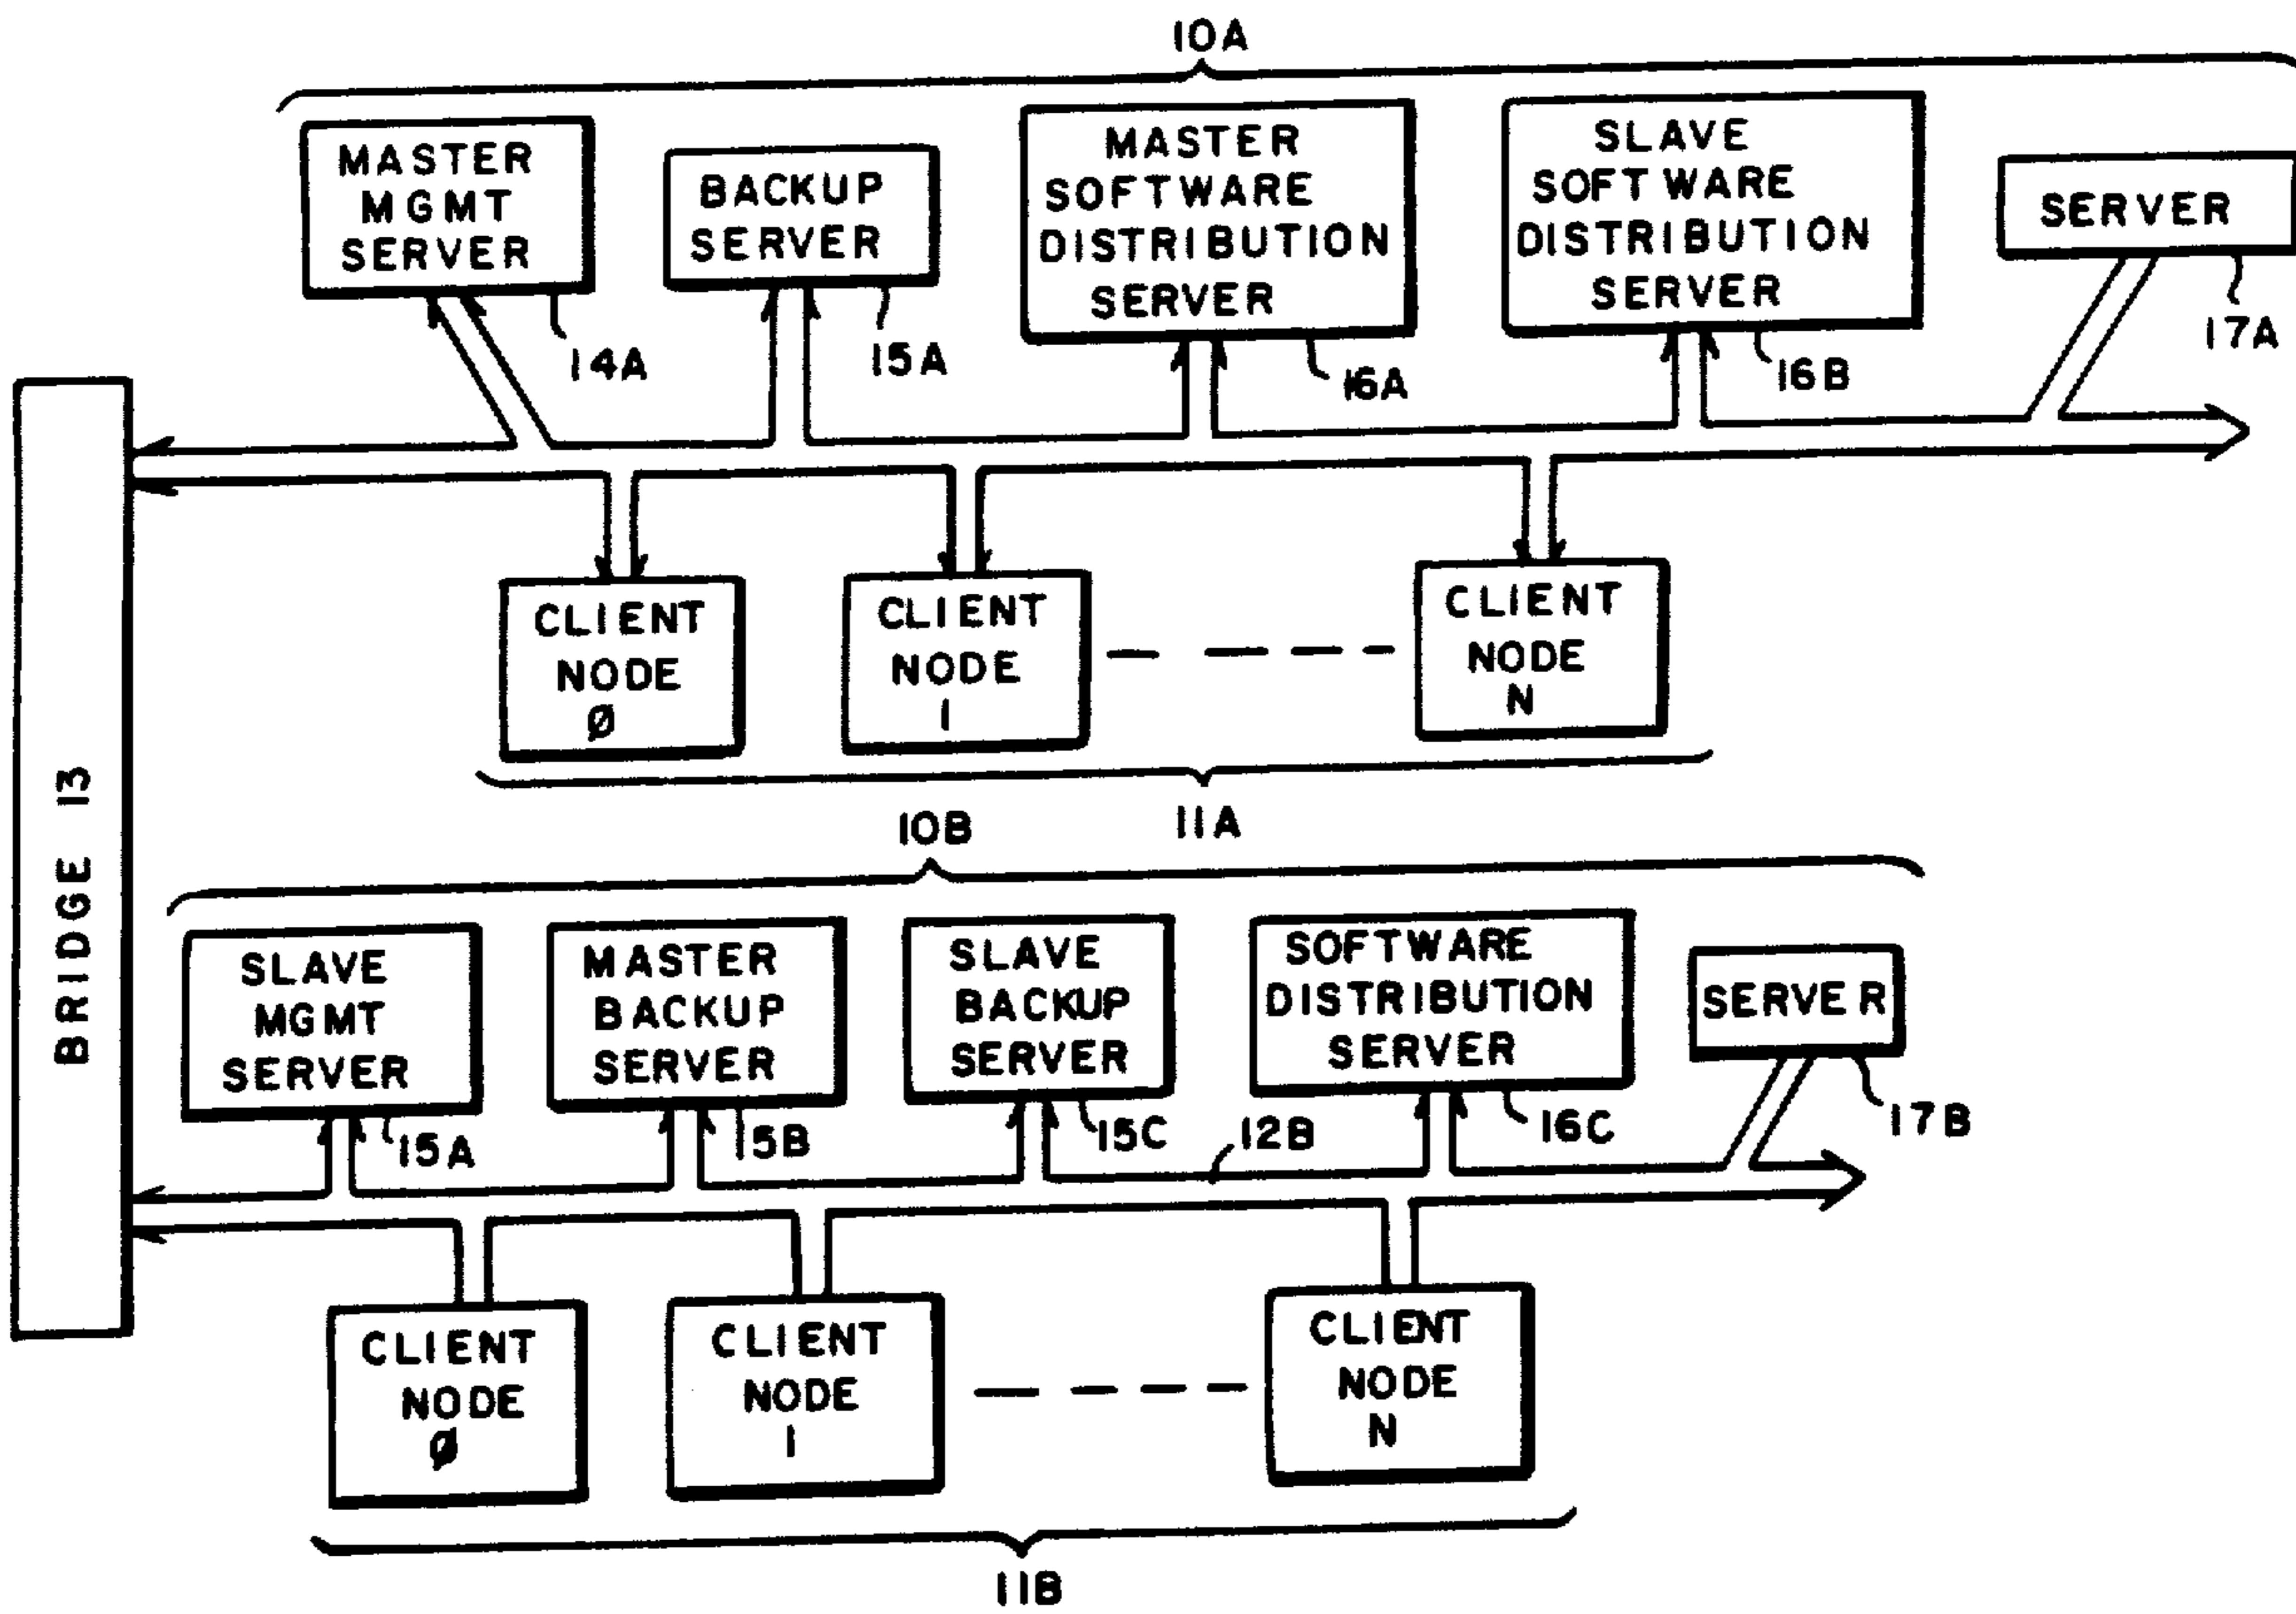 10A
MASTER
MGMT
SERVER
14A
BACKUP
SERVER
15A
MASTER
SOFTWARE
DISTRIBUTION
SERVER
16A
SLAVE
SOFTWARE
DISTRIBUTION
SERVER
16B
SERVER
17A
BRIDGE 13
CLIENT
NODE
Ø
CLIENT
NODE
1
CLIENT
NODE
N
11A
10B
SLAVE
MGMT
SERVER
15A
MASTER
BACKUP
SERVER
15B
SLAVE
BACKUP
SERVER
15C
12B
SOFTWARE
DISTRIBUTION
SERVER
16C
SERVER
17B
CLIENT
NODE
Ø
CLIENT
NODE
1
CLIENT
NODE
N
11B